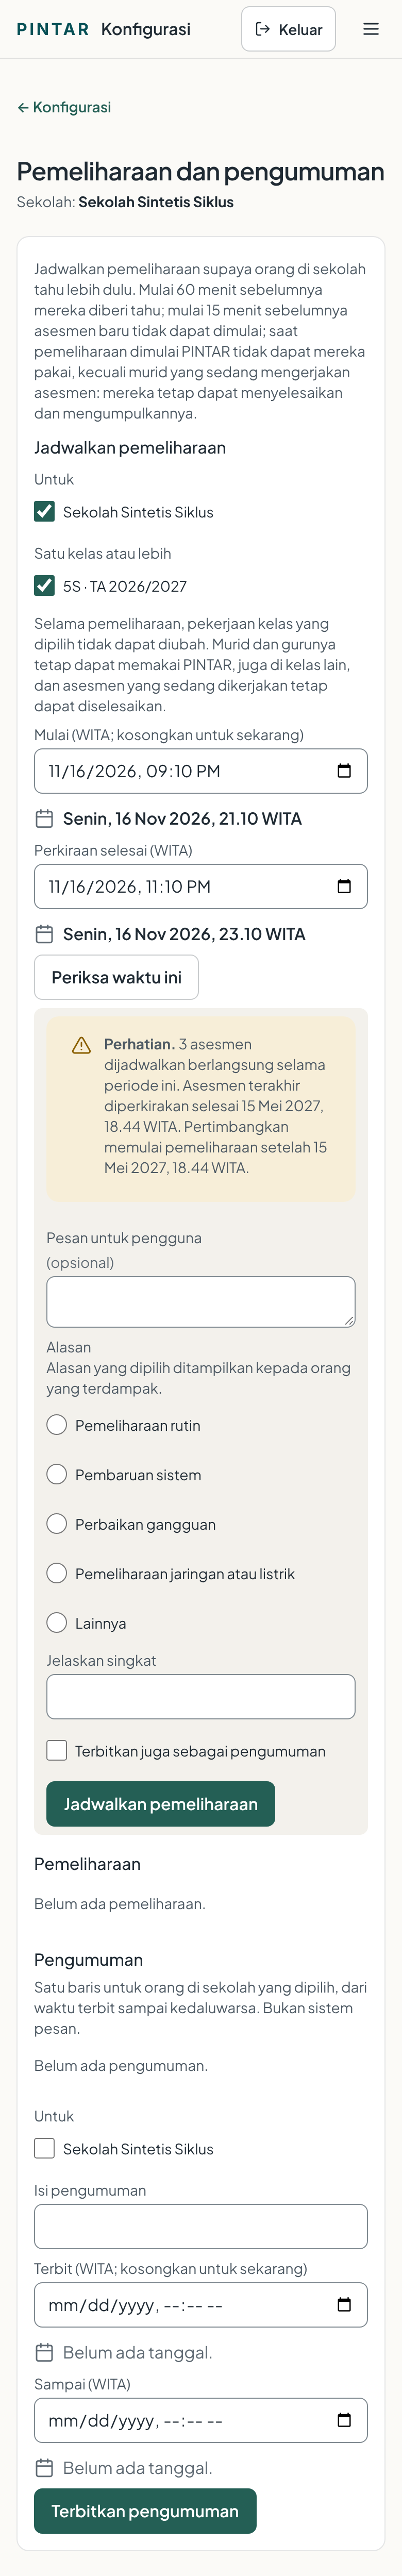 PINTAR Konfigurasi
Keluar
← Konfigurasi
Pemeliharaan dan pengumuman
Sekolah: Sekolah Sintetis Siklus
Jadwalkan pemeliharaan supaya orang di sekolah
tahu lebih dulu. Mulai 60 menit sebelumnya
mereka diberi tahu; mulai 15 menit sebelumnya
asesmen baru tidak dapat dimulai; saat
pemeliharaan dimulai PINTAR tidak dapat mereka
pakai, kecuali murid yang sedang mengerjakan
asesmen: mereka tetap dapat menyelesaikan
dan mengumpulkannya.
Jadwalkan pemeliharaan
Untuk
Sekolah Sintetis Siklus
Satu kelas atau lebih
5S · TA 2026/2027
Selama pemeliharaan, pekerjaan kelas yang
dipilih tidak dapat diubah. Murid dan gurunya
tetap dapat memakai PINTAR, juga di kelas lain,
dan asesmen yang sedang dikerjakan tetap
dapat diselesaikan.
Mulai (WITA; kosongkan untuk sekarang)
11/16/2026, 09:10 PM
Senin, 16 Nov 2026, 21.10 WITA
Perkiraan selesai (WITA)
11/16/2026, 11:10 PM
Senin, 16 Nov 2026, 23.10 WITA
Periksa waktu ini
Perhatian. 3 asesmen
dijadwalkan berlangsung selama
periode ini. Asesmen terakhir
diperkirakan selesai 15 Mei 2027,
18.44 WITA. Pertimbangkan
memulai pemeliharaan setelah 15
Mei 2027, 18.44 WITA.
Pesan untuk pengguna
(opsional)
Alasan
Alasan yang dipilih ditampilkan kepada orang
yang terdampak.
Pemeliharaan rutin
Pembaruan sistem
Perbaikan gangguan
Pemeliharaan jaringan atau listrik
Lainnya
Jelaskan singkat
Terbitkan juga sebagai pengumuman
Jadwalkan pemeliharaan
Pemeliharaan
Belum ada pemeliharaan.
Pengumuman
Satu baris untuk orang di sekolah yang dipilih, dari
waktu terbit sampai kedaluwarsa. Bukan sistem
pesan.
Belum ada pengumuman.
Untuk
Sekolah Sintetis Siklus
Isi pengumuman
Terbit (WITA; kosongkan untuk sekarang)
mm/dd/yyyy, --:-- --
Belum ada tanggal.
Sampai (WITA)
mm/dd/yyyy, --:-- --
Belum ada tanggal.
Terbitkan pengumuman